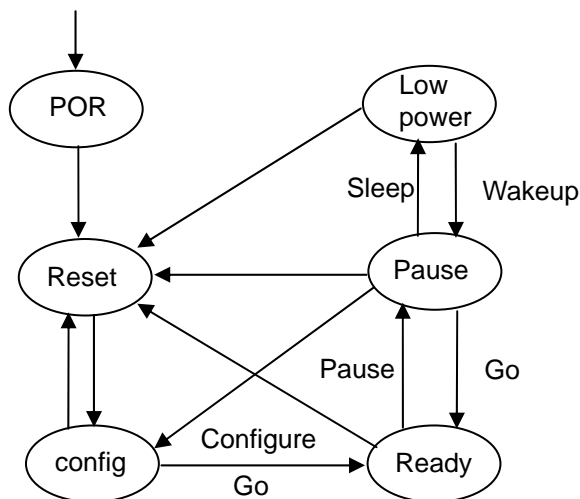 POR
Low
power
Sleep
Wakeup
Reset
Pause
Pause
Go
Configure
config
Ready
Go